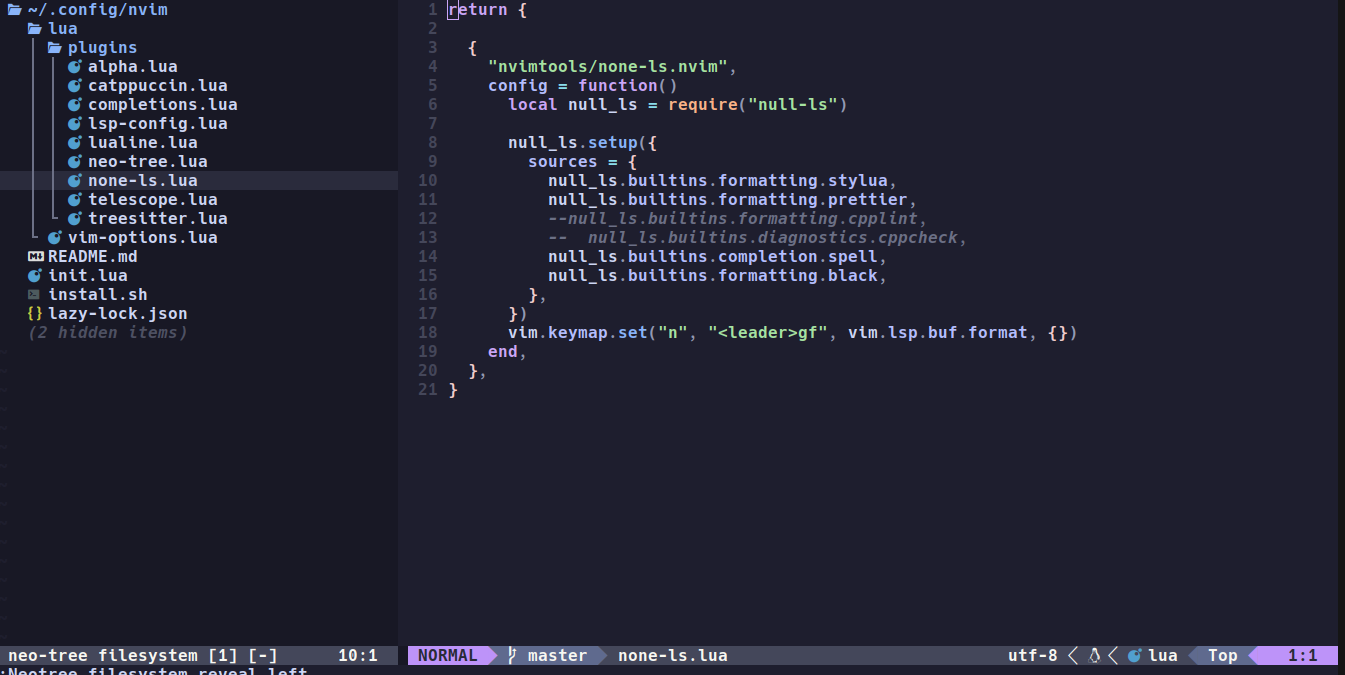 ~/.config/nvim
lua
plugins
alpha.lua
catppuccin.lua
completions.lua
lsp-config.lua
lualine.lua
neo-tree.lua
none-ls.lua
telescope.lua
treesitter.lua
vim-options.lua
README.md
init.lua
install.sh
lazy-lock.json
(2 hidden items)
neo-tree filesystem [1] [-] 10:1
1 return {
2
3 {
4 "nvimtools/none-ls.nvim",
5 config = function()
6 local null_ls = require("null-ls")
7
8 null_ls.setup({
9 sources = {
10 null_ls.builtins.formatting.stylua,
11 null_ls.builtins.formatting.prettier,
12 --null_ls.builtins.formatting.cpplint,
13 --  null_ls.builtins.diagnostics.cppcheck,
14 null_ls.builtins.completion.spell,
15 null_ls.builtins.formatting.black,
16 },
17 })
18 vim.keymap.set("n", "<leader>gf", vim.lsp.buf.format, {})
19 end,
20 },
21 }
NORMAL master none-ls.lua utf-8 lua Top 1:1
:Neotree filesystem reveal left